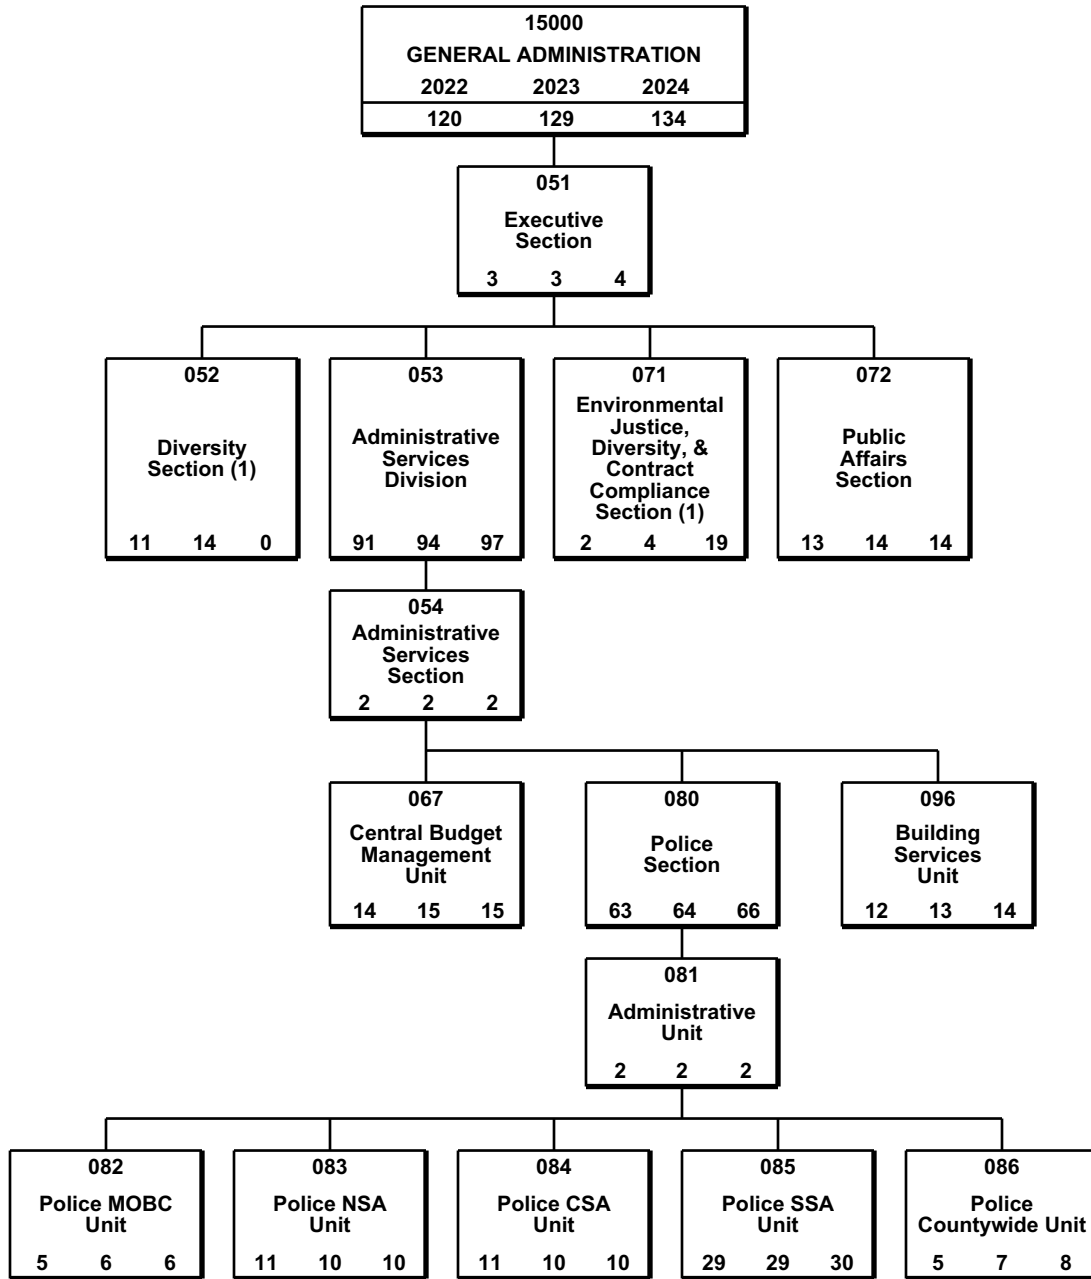 15000
GENERAL ADMINISTRATION
2022 2023 2024
120 129 134
051
Executive
Section
3 3 4
052
Diversity
Section (1)
11 14 0
053
Administrative
Services
Division
91 94 97
071
Environmental
Justice,
Diversity, &
Contract
Compliance
Section (1)
2 4 19
072
Public
Affairs
Section
13 14 14
054
Administrative
Services
Section
2 2 2
067
Central Budget
Management
Unit
14 15 15
080
Police
Section
63 64 66
096
Building
Services
Unit
12 13 14
081
Administrative
Unit
2 2 2
082
Police MOBC
Unit
5 6 6
083
Police NSA
Unit
11 10 10
084
Police CSA
Unit
11 10 10
085
Police SSA
Unit
29 29 30
086
Police
Countywide Unit
5 7 8